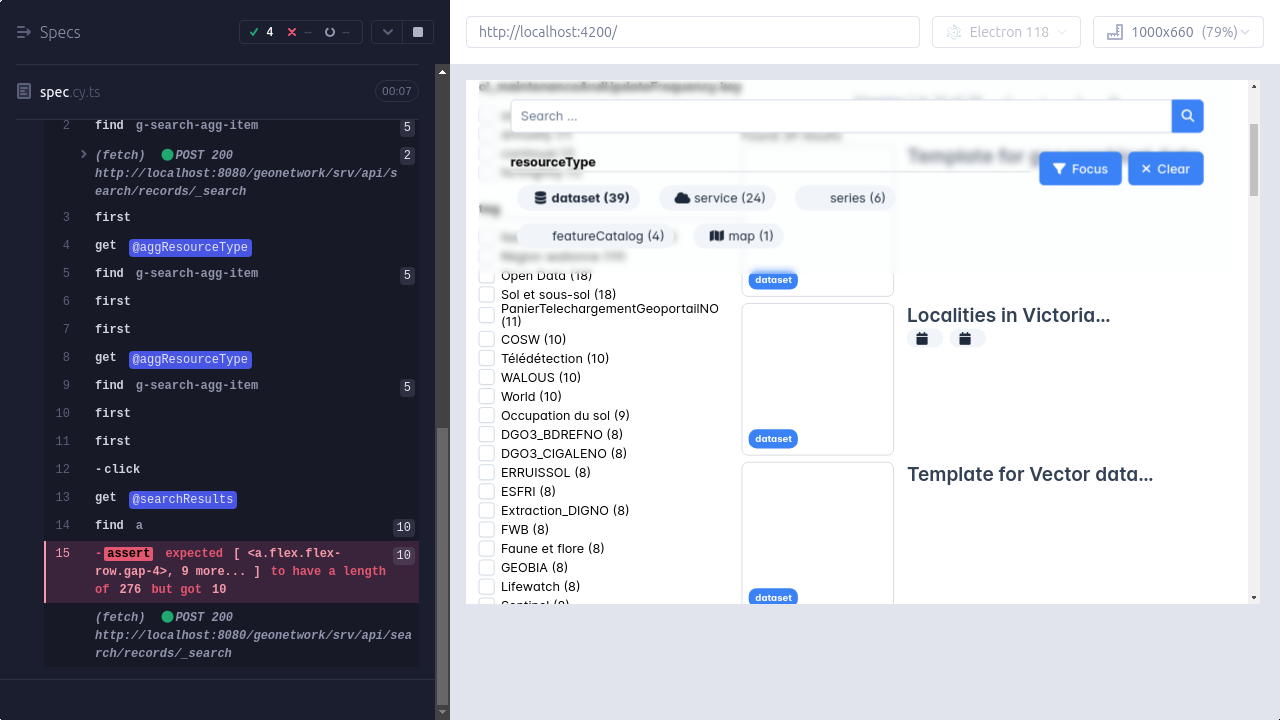 Specs
4
--
--
http://localhost:4200/
Electron 118
1000x660 (79%)
spec.cy.ts
00:07
2 find g-search-agg-item 5
(fetch) POST 200 2
http://localhost:8080/geonetwork/srv/api/s
earch/records/_search
3 first
4 get @aggResourceType
5 find g-search-agg-item 5
6 first
7 first
8 get @aggResourceType
9 find g-search-agg-item 5
10 first
11 first
12 -click
13 get @searchResults
14 find a 10
15 -assert expected [ <a.flex.flex- 10
row.gap-4>, 9 more... ] to have a length
of 276 but got 10
(fetch) POST 200
http://localhost:8080/geonetwork/srv/api/sea
rch/records/_search
cl_maintenanceAndUpdateFrequency.key
Search ...
resourceType
Template for
Focus
Clear
dataset (39)
service (24)
series (6)
tag
featureCatalog (4)
map (1)
Open Data (18)
Sol et sous-sol (18)
PanierTelechargementGeoportailNO
(11)
COSW (10)
Télédétection (10)
WALOUS (10)
World (10)
Occupation du sol (9)
DGO3_BDREFNO (8)
DGO3_CIGALENO (8)
ERRUISSOL (8)
ESFRI (8)
Extraction_DIGNO (8)
FWB (8)
Faune et flore (8)
GEOBIA (8)
Lifewatch (8)
Sentinel (8)
dataset
Localities in Victoria...
dataset
Template for Vector data...
dataset